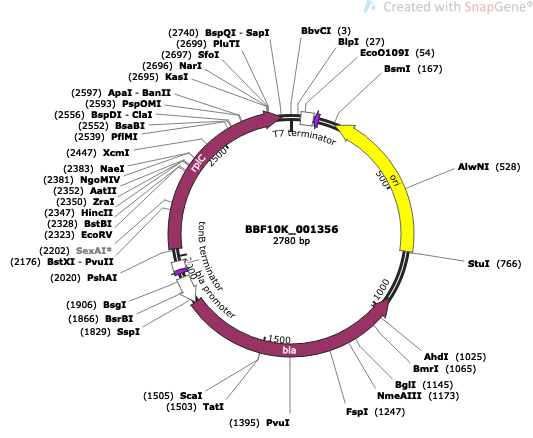 Created with SnapGene®
(2740) BspQI - SapI
(2699) PluTI
(2697) SfoI
(2696) NarI
(2695) KasI
(2597) ApaI - BanII
(2593) PspOMI
(2556) BspDI - ClaI
(2552) BsaBI
(2539) PflMI
(2447) XcmI
(2383) NaeI
(2381) NgoMIV
(2352) AatII
(2350) ZraI
(2347) HincII
(2328) BstBI
(2323) EcoRV
(2202) SexAI*
(2176) BstXI - PvuII
(2020) PshAI
(1906) BsgI
(1866) BsrBI
(1829) SspI
(1505) ScaI
(1503) TatI
(1395) PvuI
BbvCI (3)
BlpI (27)
EcoO109I (54)
BsmI (167)
AlwNI (528)
StuI (766)
AhdI (1025)
BmrI (1065)
BglI (1145)
NmeAIII (1173)
FspI (1247)
T7 terminator
ori
500
1000
1500
bla
bla promoter
tonB terminator
rplC
2500
BBF10K_001356
2780 bp